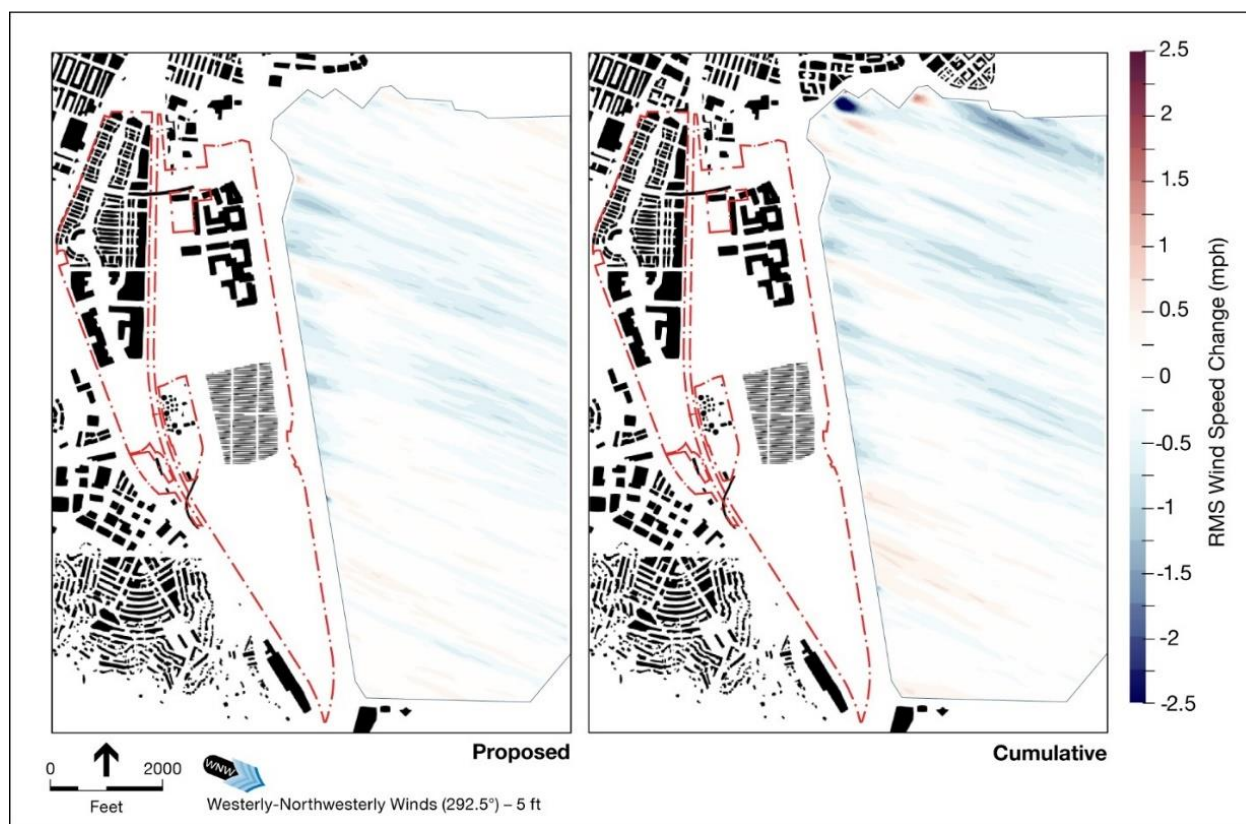 2.5
2
1.5
1
0.5
0
-0.5
-1
-1.5
-2
-2.5
RMS Wind Speed Change (mph)
Proposed
Cumulative
0 2000
Feet
WNW
Westerly-Northwesterly Winds (292.5°) – 5 ft